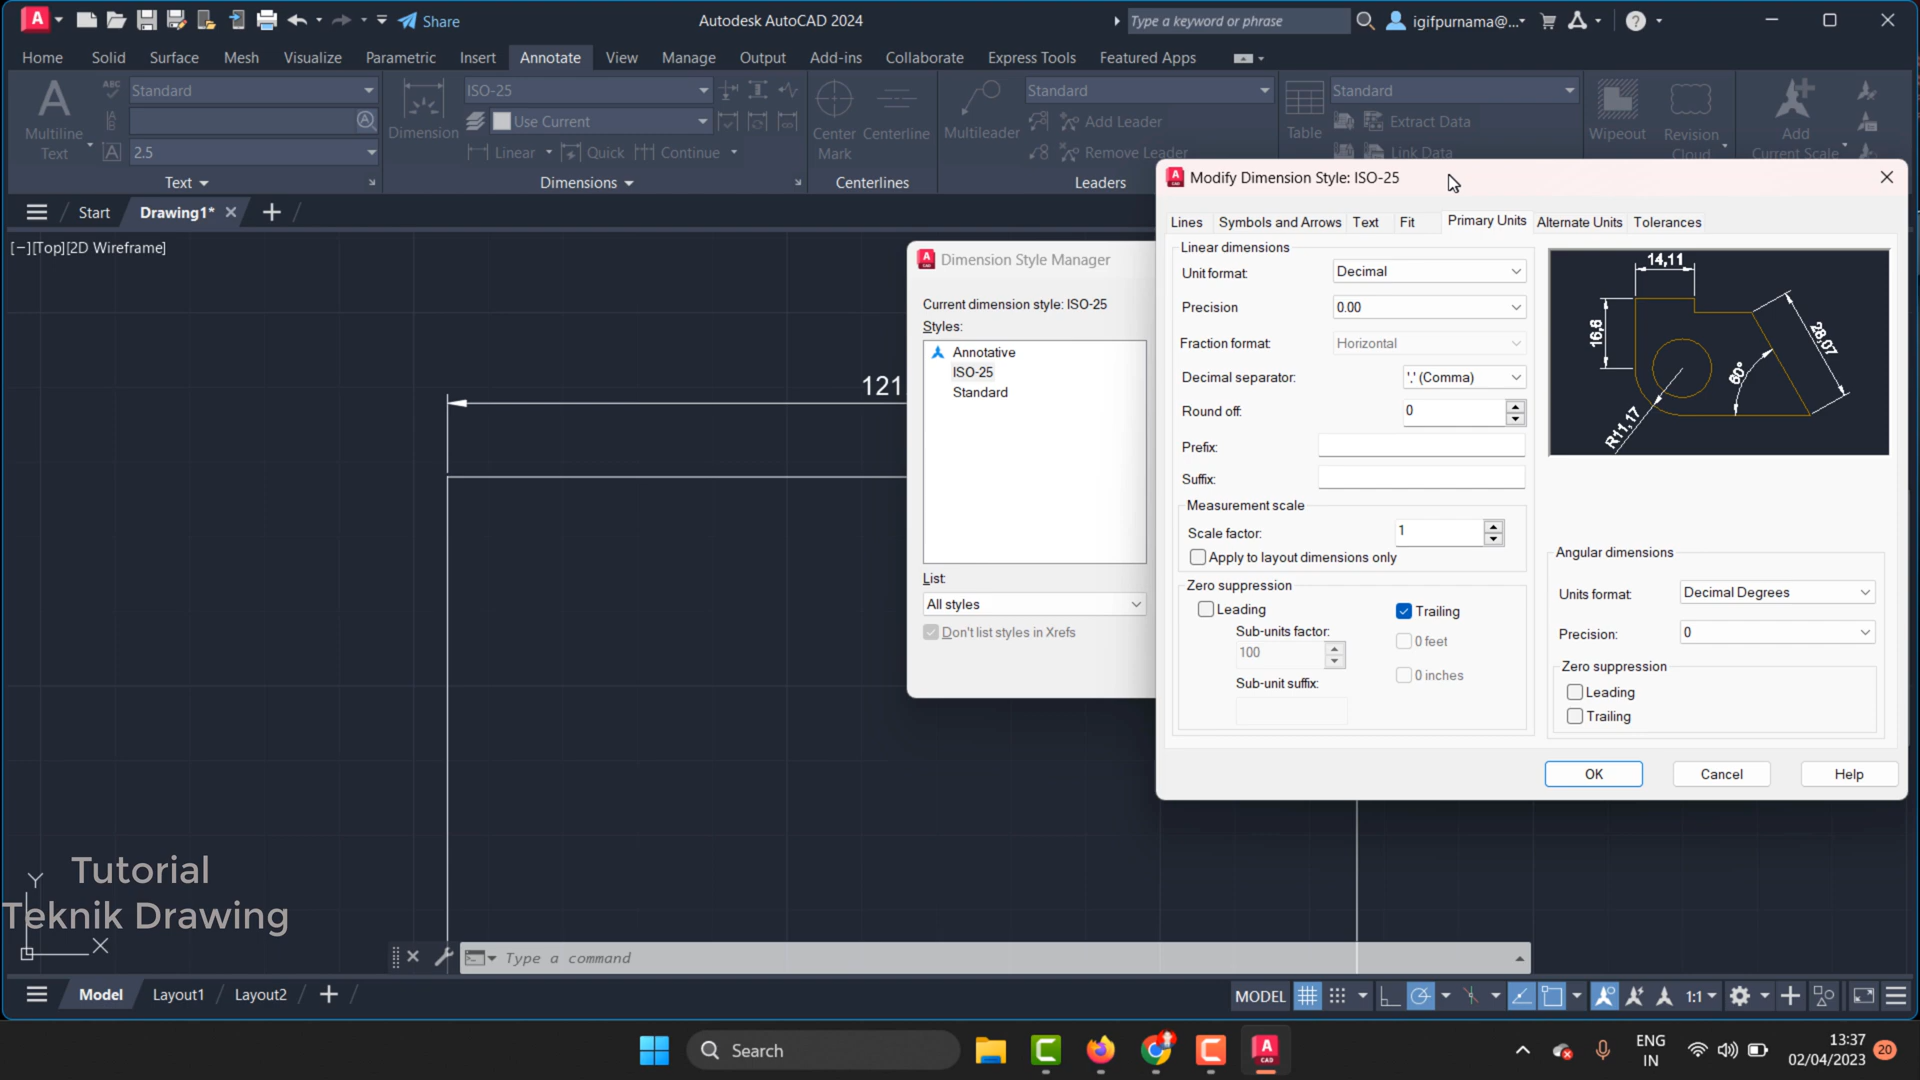 Share
Autodesk AutoCAD 2024
Type a keyword or phrase
igifpurnama@...
Home Solid Surface Mesh Visualize Parametric Insert Annotate View Manage Output Add-ins Collaborate Express Tools Featured Apps
Multiline
Text
Standard
2.5
Text
Dimension
ISO-25
Use Current
Linear Quick Continue
Dimensions
Center
Mark
Centerline
Centerlines
Multileader
Standard
Add Leader
Remove Leader
Leaders
Table
Standard
Extract Data
Link Data
Wipeout
Revision
Cloud
Add
Current Scale
Start Drawing1*
[−][Top][2D Wireframe]
121
Dimension Style Manager
Current dimension style: ISO-25
Styles:
Annotative
ISO-25
Standard
List:
All styles
Don't list styles in Xrefs
Modify Dimension Style: ISO-25
Lines Symbols and Arrows Text Fit Primary Units Alternate Units Tolerances
Linear dimensions
Unit format: Decimal
Precision 0.00
Fraction format: Horizontal
Decimal separator: ',' (Comma)
Round off: 0
Prefix:
Suffix:
Measurement scale
Scale factor: 1
Apply to layout dimensions only
Zero suppression
Leading
Trailing
Sub-units factor:
100
0 feet
0 inches
Sub-unit suffix:
14,11
16,6
28,07
60°
R11,17
Angular dimensions
Units format: Decimal Degrees
Precision: 0
Zero suppression
Leading
Trailing
OK Cancel Help
Tutorial
Teknik Drawing
Y
X
Type a command
Model Layout1 Layout2
MODEL
1:1
Search
ENG
IN
13:37
02/04/2023
20